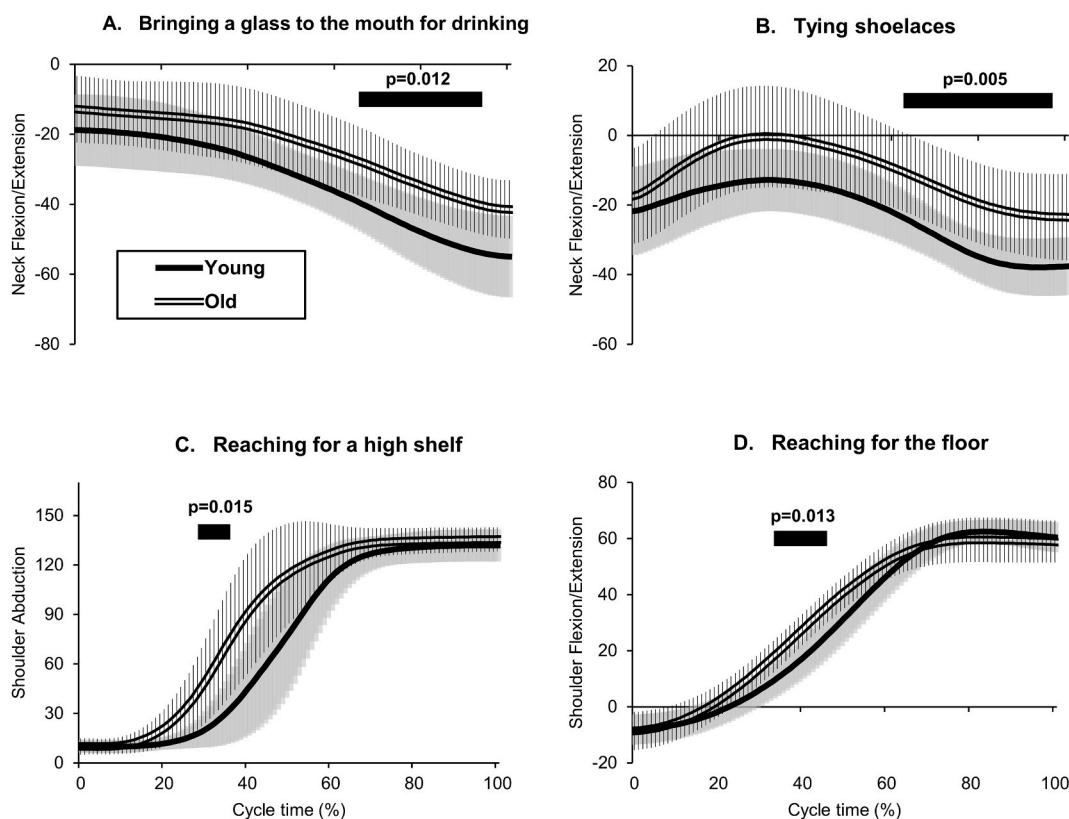 A. Bringing a glass to the mouth for drinking
B. Tying shoelaces
0
-20
-40
-60
-80
Neck Flexion/Extension
p=0.012
Young
Old
20
0
-20
-40
-60
Neck Flexion/Extension
p=0.005
C. Reaching for a high shelf
D. Reaching for the floor
150
120
90
60
30
0
Shoulder Abduction
p=0.015
0 20 40 60 80 100
Cycle time (%)
80
60
40
20
0
-20
Shoulder Flexion/Extension
p=0.013
0 20 40 60 80 100
Cycle time (%)